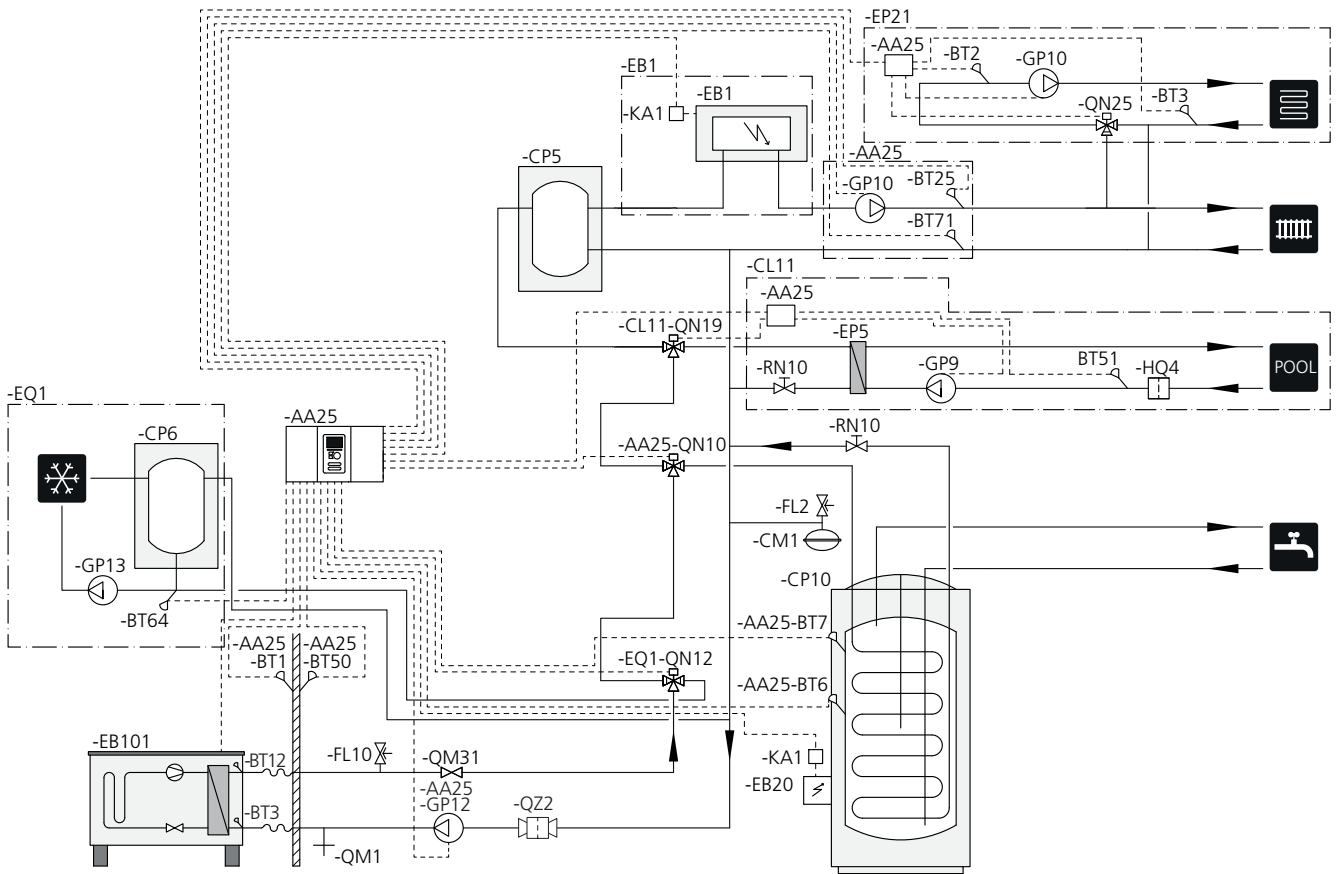 -EP21
-AA25
-BT2
-GP10
-EB1
-EB1
-KA1
-QN25
-BT3
-CP5
-AA25
-GP10
-BT25
-BT71
-CL11
-AA25
-CL11-QN19
-EP5
-RN10
-GP9
BT51
-HQ4
POOL
-EQ1
-CP6
-AA25
-AA25-QN10
-RN10
-FL2
-CM1
-GP13
-CP10
-BT64
-AA25-BT7
-AA25
-BT1
-AA25
-BT50
-EQ1-QN12
-AA25-BT6
-EB101
-BT12
-FL10
-QM31
-KA1
-EB20
-AA25
-GP12
-QZ2
-BT3
-QM1